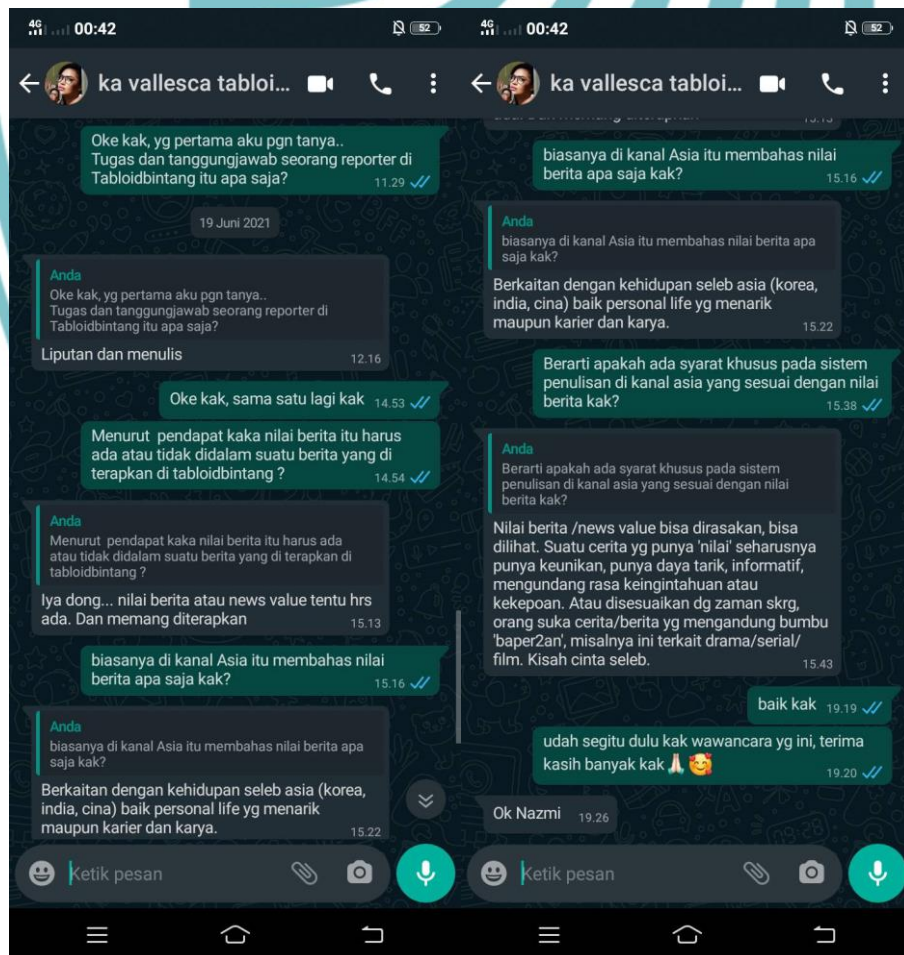 4G 00:42 52
ka vallesca tabloi...
Oke kak, yg pertama aku pgn tanya..
Tugas dan tanggungjawab seorang reporter di
Tabloidbintang itu apa saja?
11.29
19 Juni 2021
Anda
Oke kak, yg pertama aku pgn tanya..
Tugas dan tanggungjawab seorang reporter di
Tabloidbintang itu apa saja?
Liputan dan menulis
12.16
Oke kak, sama satu lagi kak 14.53
Menurut pendapat kaka nilai berita itu harus
ada atau tidak didalam suatu berita yang di
terapkan di tabloidbintang ?
14.54
Anda
Menurut pendapat kaka nilai berita itu harus
ada atau tidak didalam suatu berita yang di terapkan di
tabloidbintang ?
Iya dong... nilai berita atau news value tentu hrs
ada. Dan memang diterapkan
15.13
biasanya di kanal Asia itu membahas nilai
berita apa saja kak?
15.16
Anda
biasanya di kanal Asia itu membahas nilai berita apa
saja kak?
Berkaitan dengan kehidupan seleb asia (korea,
india, cina) baik personal life yg menarik
maupun karier dan karya.
15.22
Ketik pesan
4G 00:42 52
ka vallesca tabloi...
15.13
biasanya di kanal Asia itu membahas nilai
berita apa saja kak?
15.16
Anda
biasanya di kanal Asia itu membahas nilai berita apa
saja kak?
Berkaitan dengan kehidupan seleb asia (korea,
india, cina) baik personal life yg menarik
maupun karier dan karya.
15.22
Berarti apakah ada syarat khusus pada sistem
penulisan di kanal asia yang sesuai dengan nilai
berita kak?
15.38
Anda
Berarti apakah ada syarat khusus pada sistem
penulisan di kanal asia yang sesuai dengan nilai
berita kak?
Nilai berita /news value bisa dirasakan, bisa
dilihat. Suatu cerita yg punya 'nilai' seharusnya
punya keunikan, punya daya tarik, informatif,
mengundang rasa keingintahuan atau
kekepoan. Atau disesuaikan dg zaman skrg,
orang suka cerita/berita yg mengandung bumbu
'baper2an', misalnya ini terkait drama/serial/
film. Kisah cinta seleb.
15.43
baik kak 19.19
udah segitu dulu kak wawancara yg ini, terima
kasih banyak kak 🙏🏻🥰
19.20
Ok Nazmi 19.26
Ketik pesan